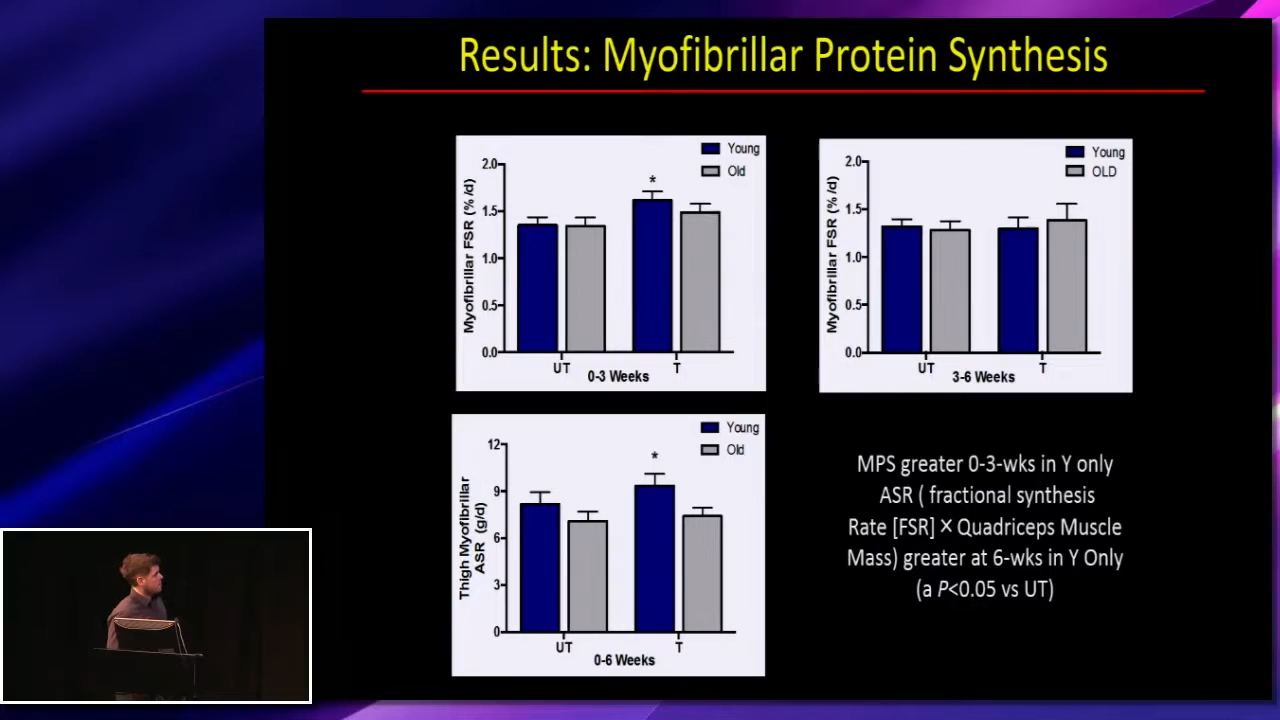 Results: Myofibrillar Protein Synthesis
Young
Old
Myofibrillar FSR (% /d)
2.0
1.5
1.0
0.5
0.0
*
UT
T
0-3 Weeks
Young
OLD
Myofibrillar FSR (% /d)
2.0
1.5
1.0
0.5
0.0
UT
T
3-6 Weeks
Young
Old
Thigh Myofibrillar
ASR (g/d)
12
9
6
3
0
*
UT
T
0-6 Weeks
MPS greater 0-3-wks in Y only
ASR ( fractional synthesis
Rate [FSR] × Quadriceps Muscle
Mass) greater at 6-wks in Y Only
(a P<0.05 vs UT)